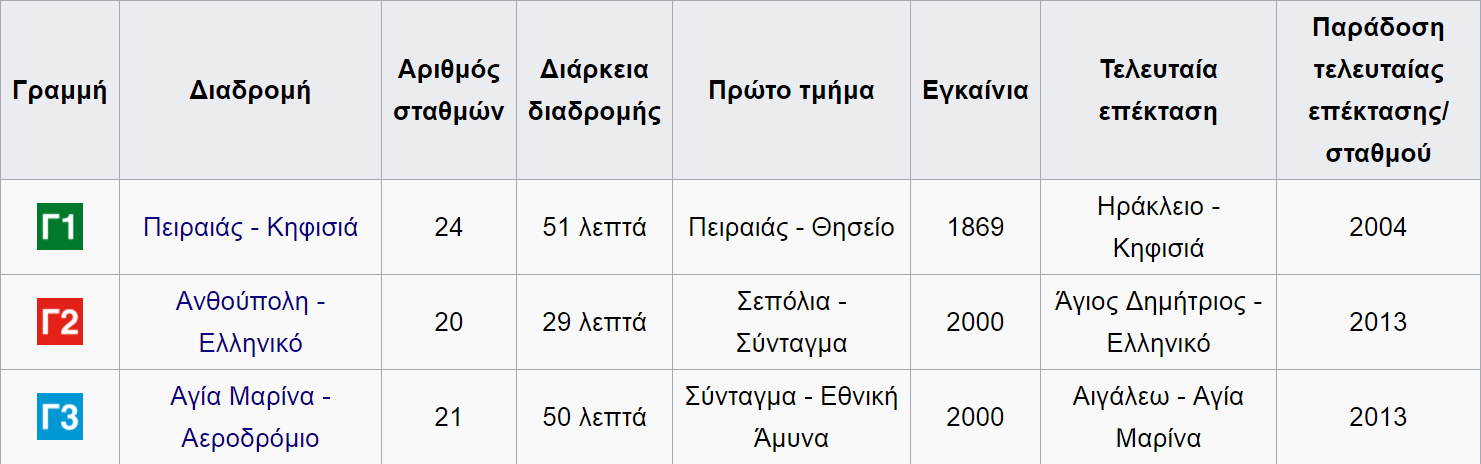 Γραμμή Διαδρομή Αριθμός σταθμών Διάρκεια διαδρομής Πρώτο τμήμα Εγκαίνια Τελευταία επέκταση Παράδοση τελευταίας επέκτασης/ σταθμού
Γ1 Πειραιάς - Κηφισιά 24 51 λεπτά Πειραιάς - Θησείο 1869 Ηράκλειο - Κηφισιά 2004
Γ2 Ανθούπολη - Ελληνικό 20 29 λεπτά Σεπόλια - Σύνταγμα 2000 Άγιος Δημήτριος - Ελληνικό 2013
Γ3 Αγία Μαρίνα - Αεροδρόμιο 21 50 λεπτά Σύνταγμα - Εθνική Άμυνα 2000 Αιγάλεω - Αγία Μαρίνα 2013